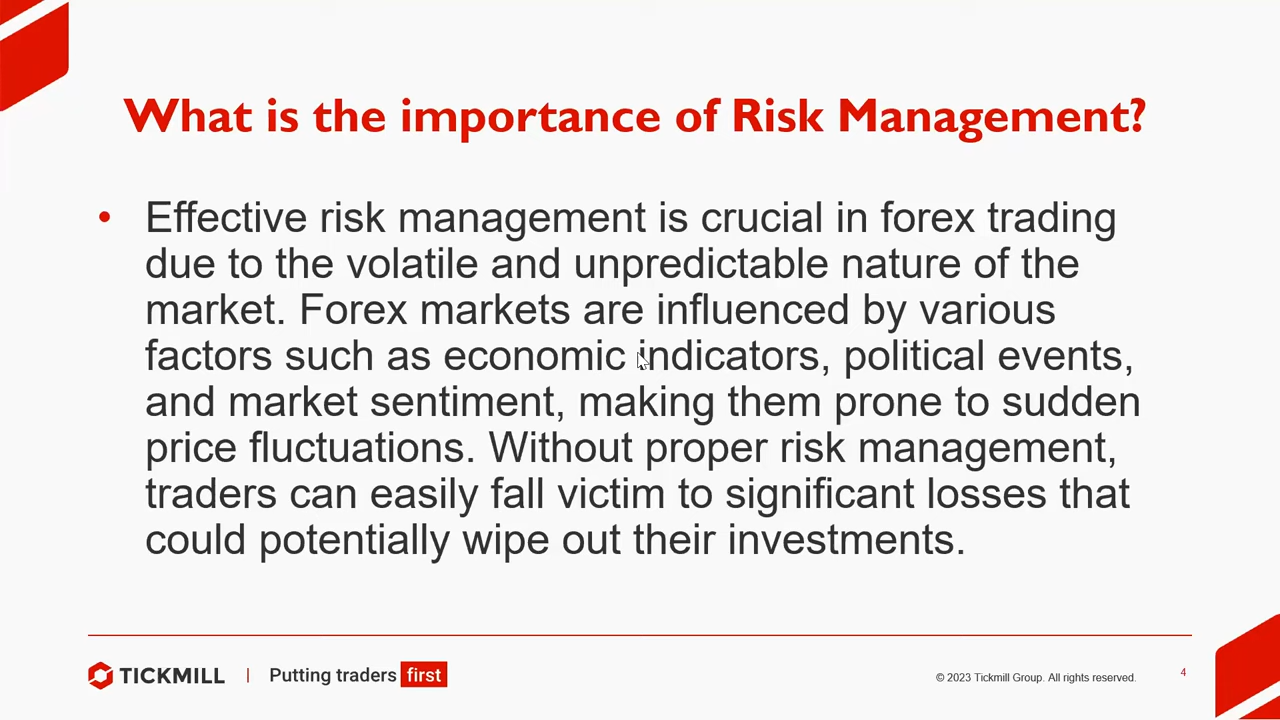 What is the importance of Risk Management?
• Effective risk management is crucial in forex trading
due to the volatile and unpredictable nature of the
market. Forex markets are influenced by various
factors such as economic indicators, political events,
and market sentiment, making them prone to sudden
price fluctuations. Without proper risk management,
traders can easily fall victim to significant losses that
could potentially wipe out their investments.
TICKMILL | Putting traders first
© 2023 Tickmill Group. All rights reserved.
4